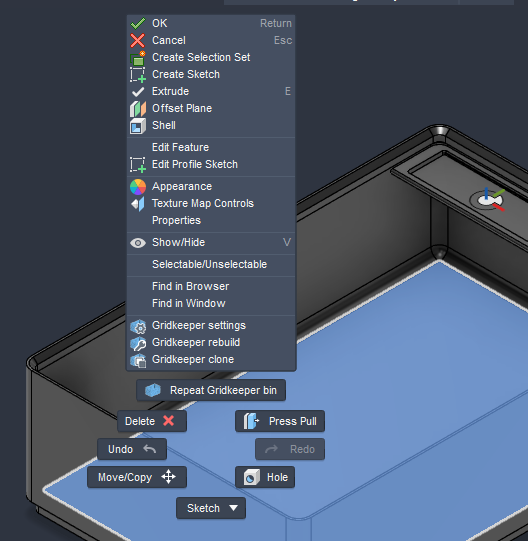 OK Return
Cancel Esc
Create Selection Set
Create Sketch
Extrude E
Offset Plane
Shell
Edit Feature
Edit Profile Sketch
Appearance
Texture Map Controls
Properties
Show/Hide V
Selectable/Unselectable
Find in Browser
Find in Window
Gridkeeper settings
Gridkeeper rebuild
Gridkeeper clone
Repeat Gridkeeper bin
Delete Press Pull
Undo Redo
Move/Copy Hole
Sketch